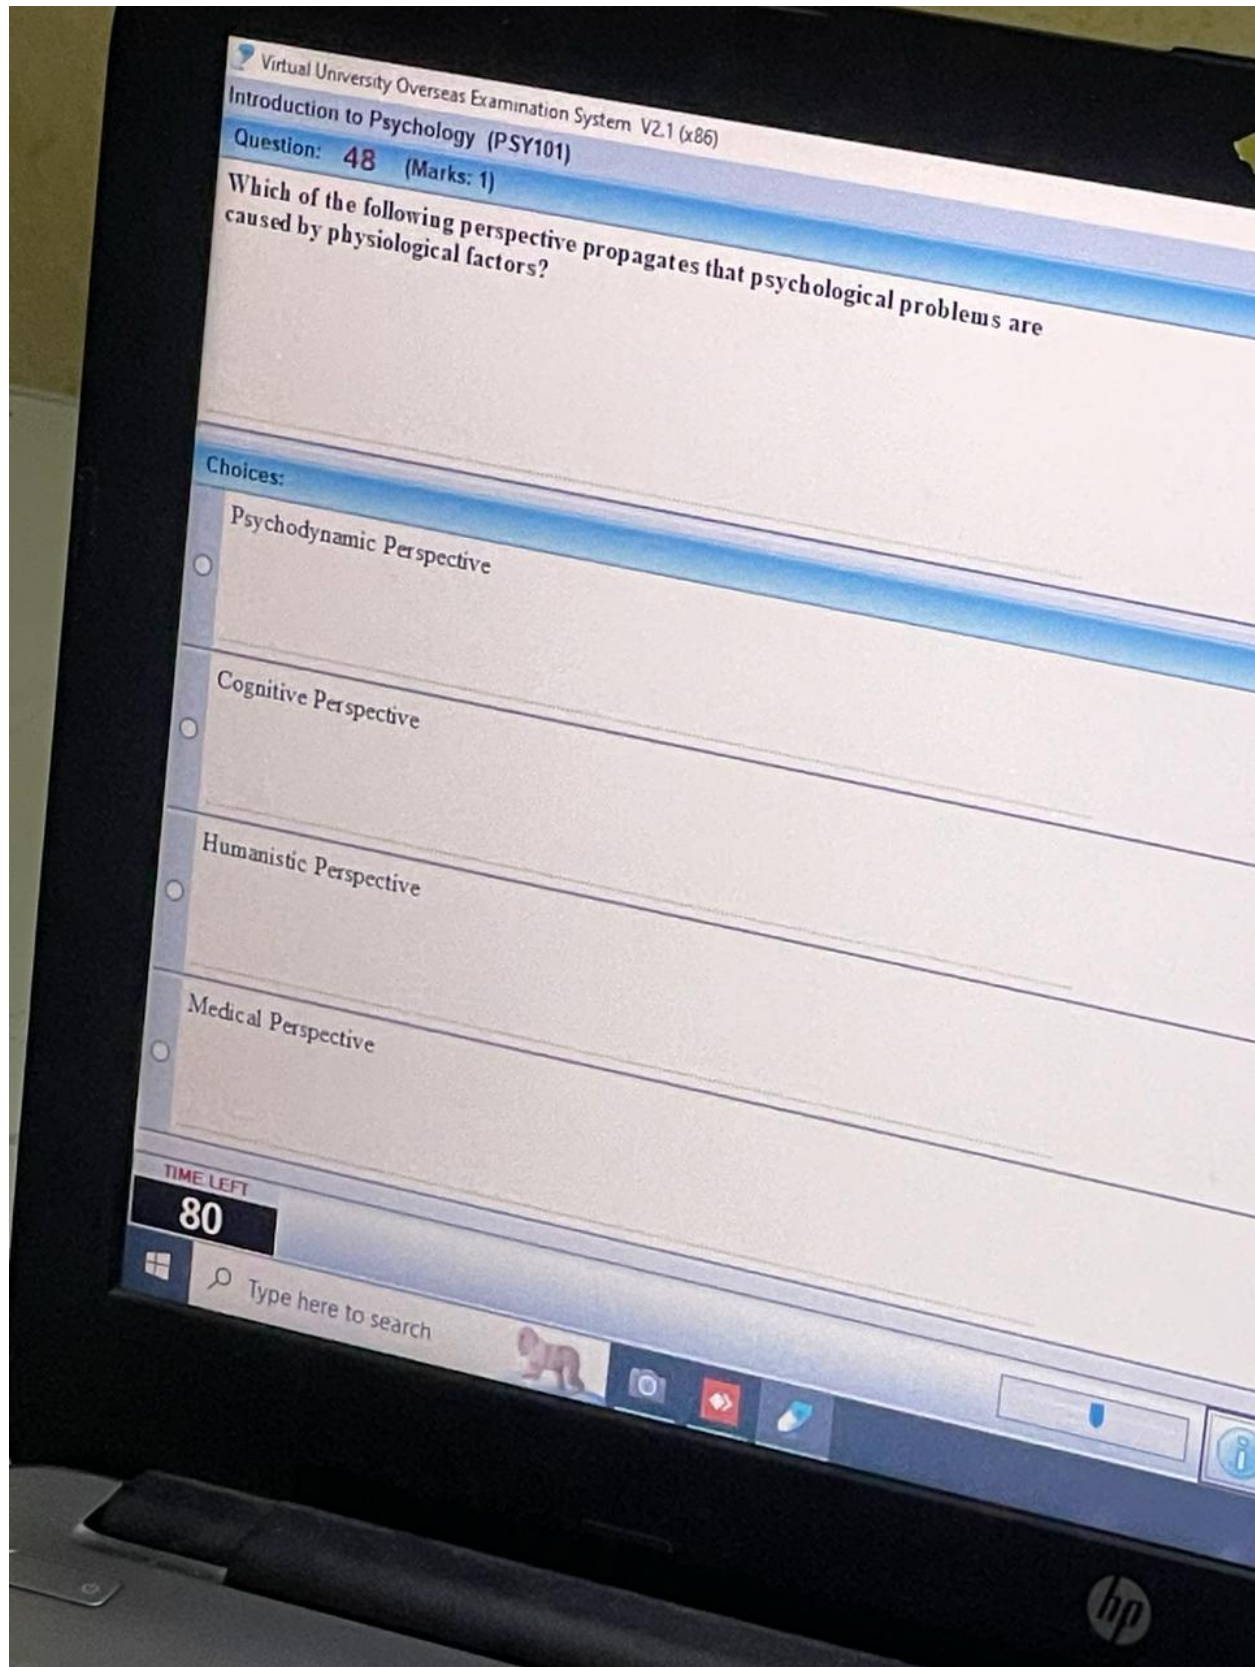 Virtual University Overseas Examination System V2.1 (x86)
Introduction to Psychology (PSY101)
Question: 48 (Marks: 1)
Which of the following perspective propagates that psychological problems are
caused by physiological factors?
Choices:
Psychodynamic Perspective
Cognitive Perspective
Humanistic Perspective
Medical Perspective
TIME LEFT
80
Type here to search
hp